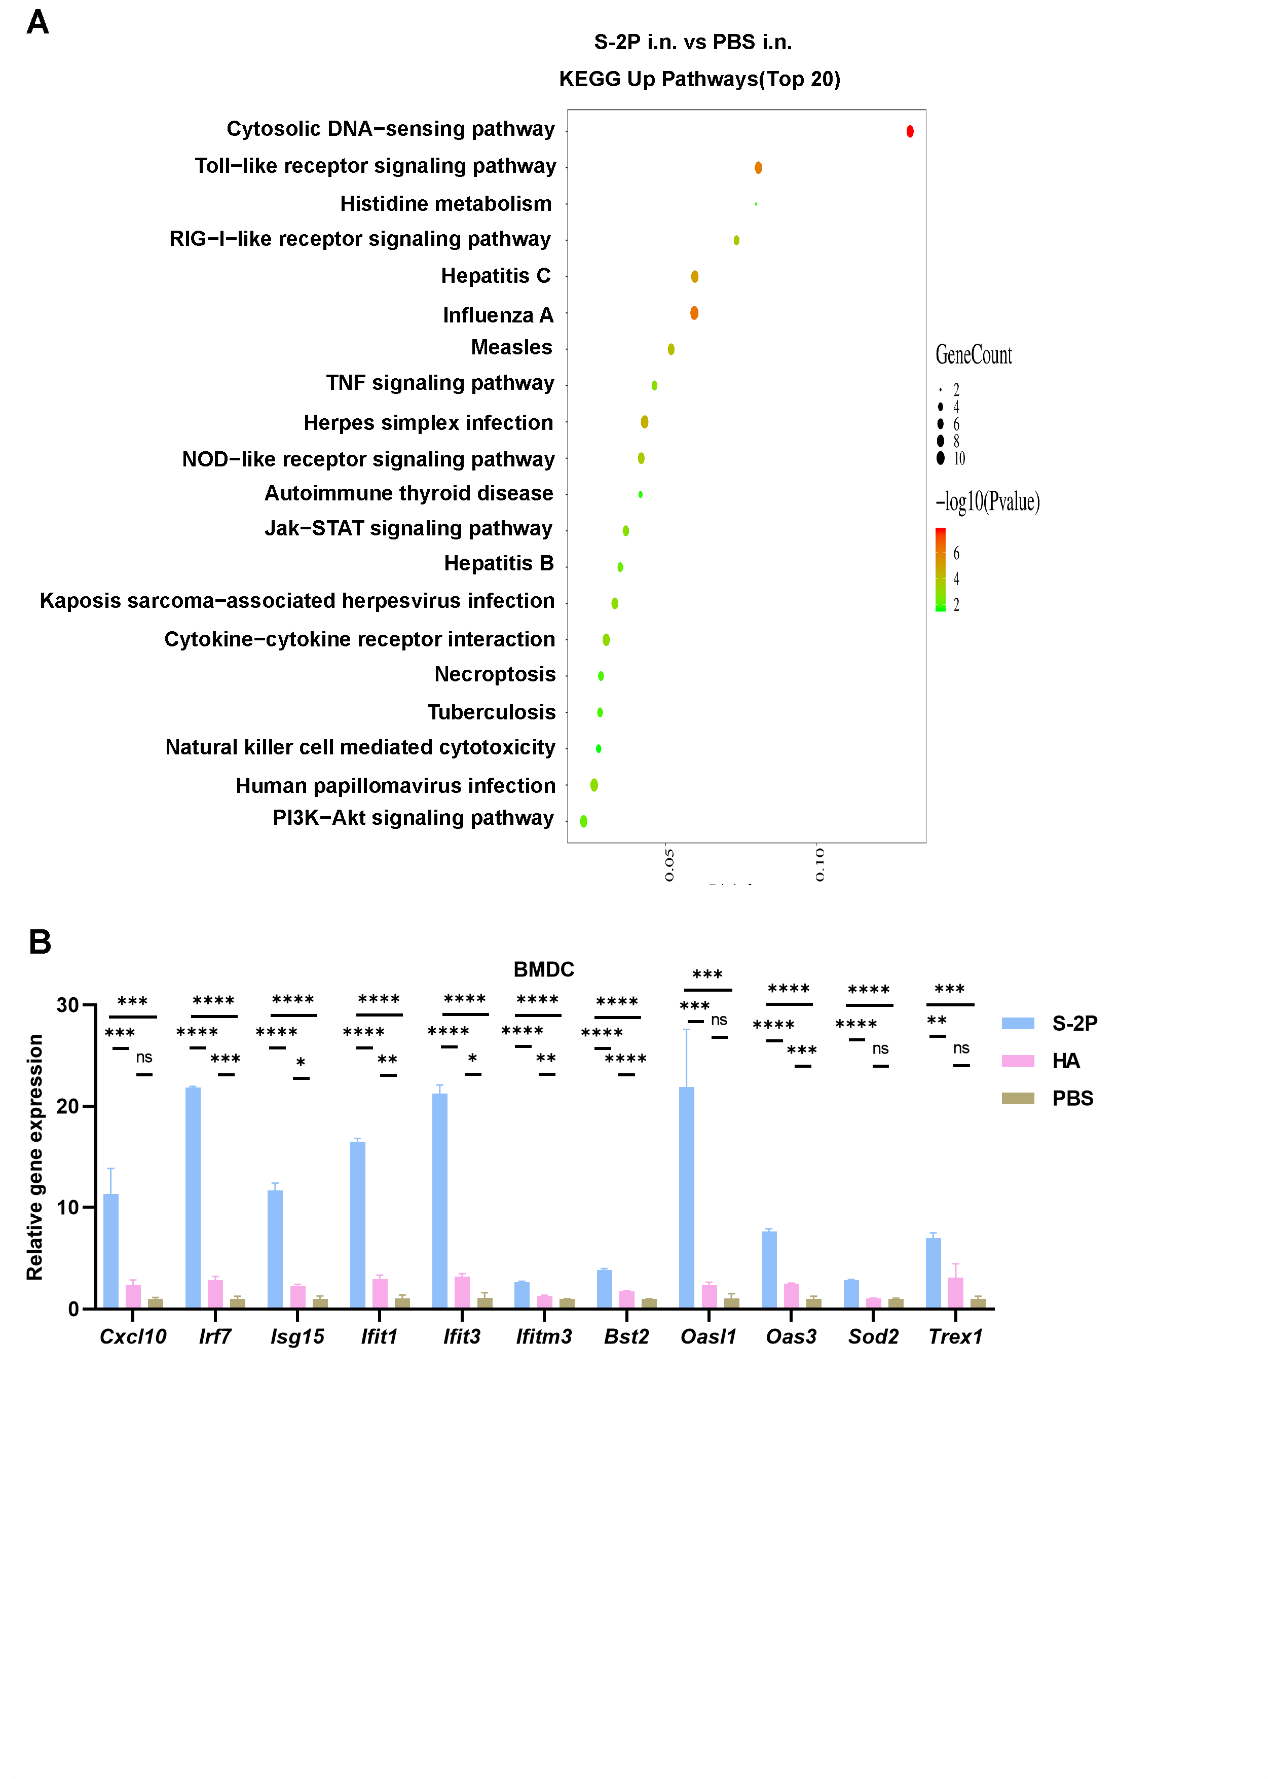 A
S-2P i.n. vs PBS i.n.
KEGG Up Pathways(Top 20)
Cytosolic DNA−sensing pathway
Toll−like receptor signaling pathway
Histidine metabolism
RIG−I−like receptor signaling pathway
Hepatitis C
Influenza A
Measles
TNF signaling pathway
Herpes simplex infection
NOD−like receptor signaling pathway
Autoimmune thyroid disease
Jak−STAT signaling pathway
Hepatitis B
Kaposis sarcoma−associated herpesvirus infection
Cytokine−cytokine receptor interaction
Necroptosis
Tuberculosis
Natural killer cell mediated cytotoxicity
Human papillomavirus infection
PI3K−Akt signaling pathway
0.05
0.10
GeneCount
2
4
6
8
10
−log10(Pvalue)
6
4
2
B
BMDC
*** **** **** **** **** **** **** *** **** **** ***
*** **** **** **** **** **** **** *** **** **** **
ns *** * ** * ** **** ns *** ns ns
30
20
10
0
Relative gene expression
Cxcl10 Irf7 Isg15 Ifit1 Ifit3 Ifitm3 Bst2 Oasl1 Oas3 Sod2 Trex1
S-2P
HA
PBS